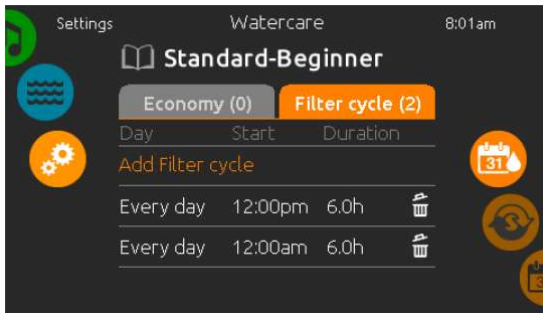 Settings Watercare 8:01am
Standard-Beginner
Economy (0) Filter cycle (2)
Day Start Duration
Add Filter cycle
Every day 12:00pm 6.0h
31
Every day 12:00am 6.0h